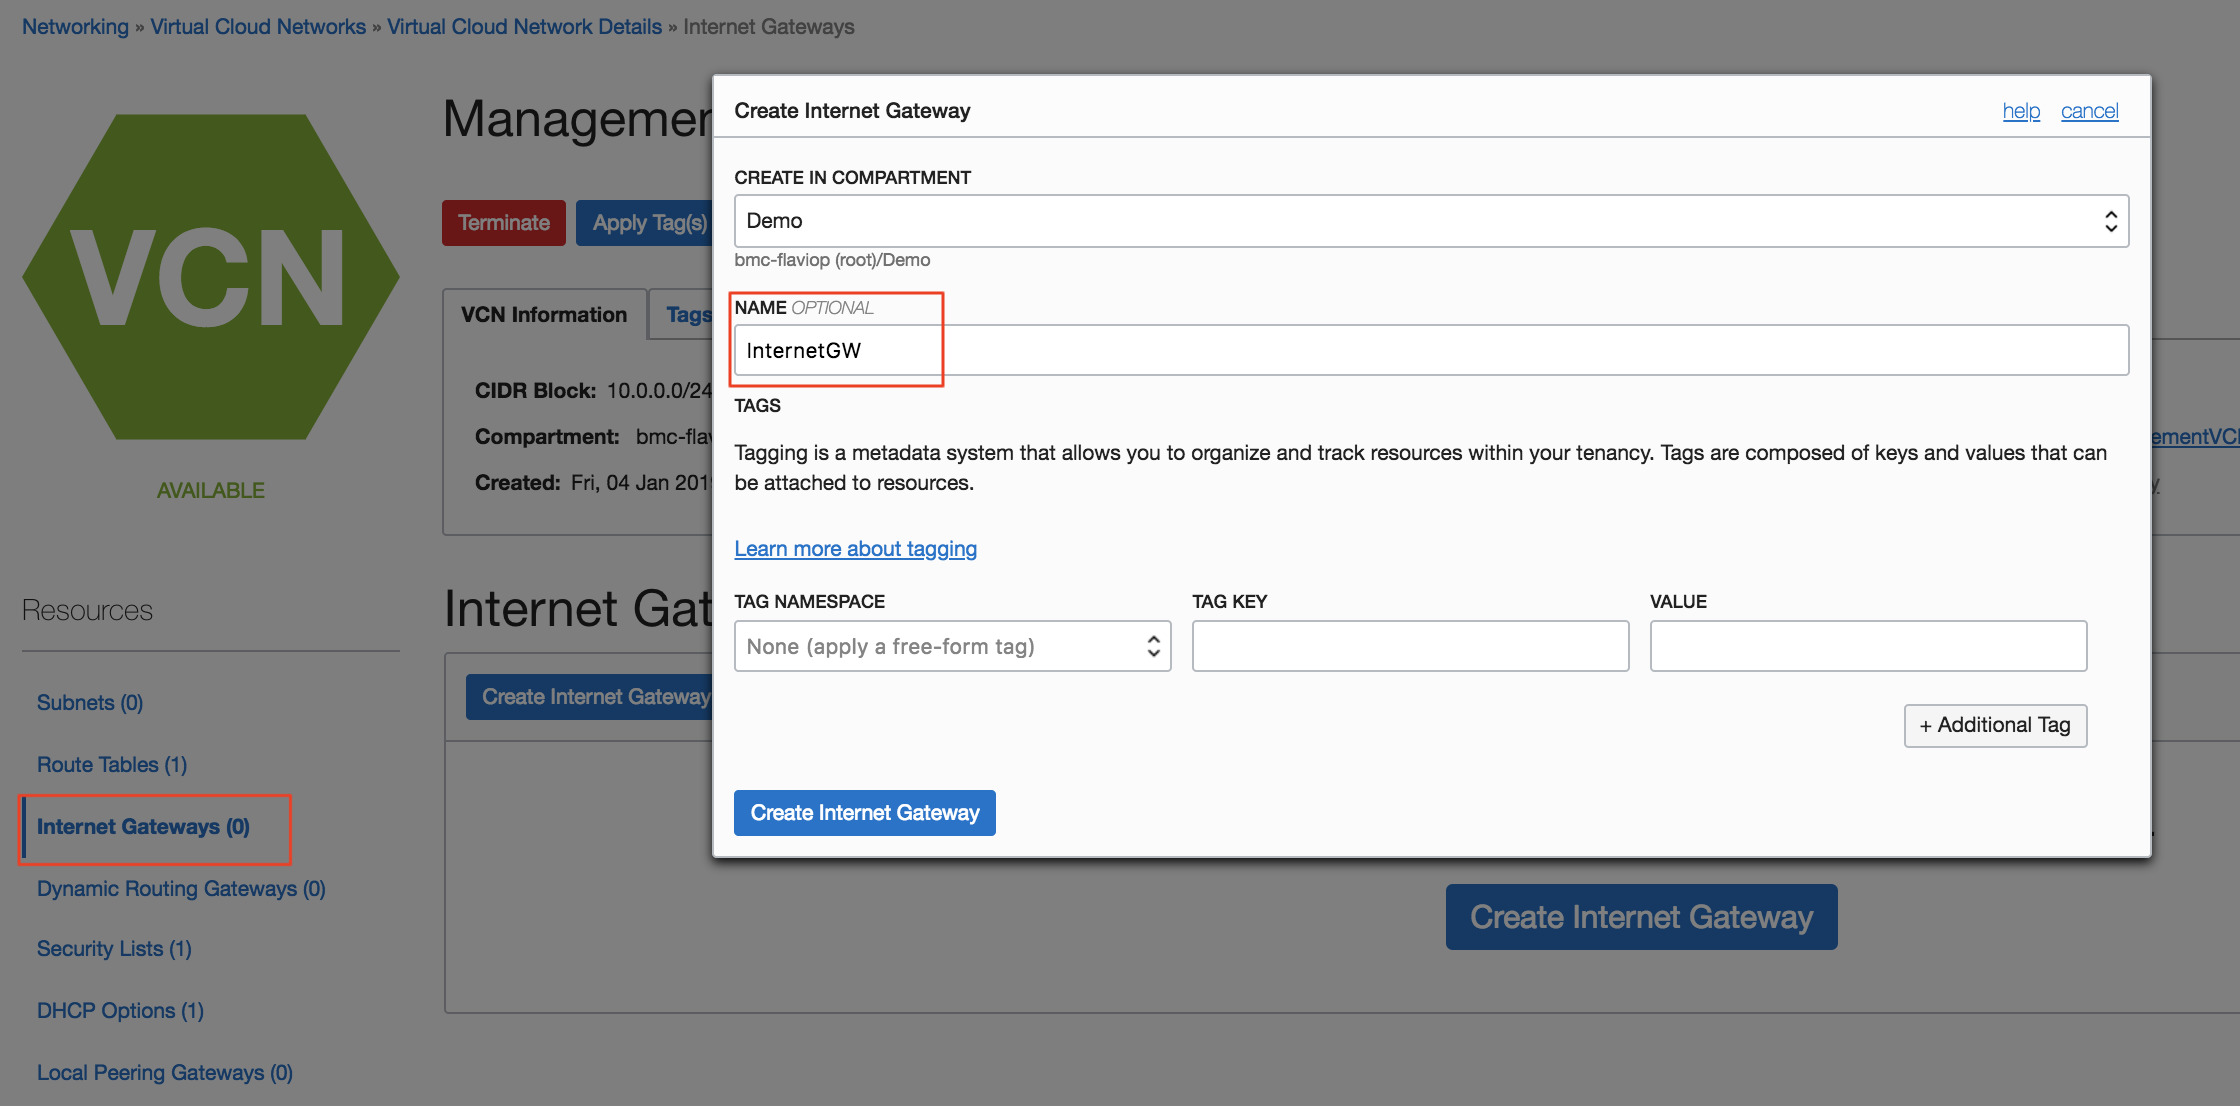 Networking » Virtual Cloud Networks » Virtual Cloud Network Details » Internet Gateways
VCN
AVAILABLE
Terminate
Apply Tag(s)
VCN Information
Tags
CIDR Block: 10.0.0.0/24
Compartment:
Created: Fri, 04 Jan
Create Internet Gateway
help
cancel
CREATE IN COMPARTMENT
Demo
bmc-flaviop (root)/Demo
NAME OPTIONAL
InternetGW
TAGS
Tagging is a metadata system that allows you to organize and track resources within your tenancy. Tags are composed of keys and values that can
be attached to resources.
Learn more about tagging
TAG NAMESPACE
TAG KEY
VALUE
None (apply a free-form tag)
+ Additional Tag
Create Internet Gateway
Resources
Subnets (0)
Route Tables (1)
Internet Gateways (0)
Dynamic Routing Gateways (0)
Security Lists (1)
DHCP Options (1)
Local Peering Gateways (0)
Internet
Create Internet Gateway
Create Internet Gateway